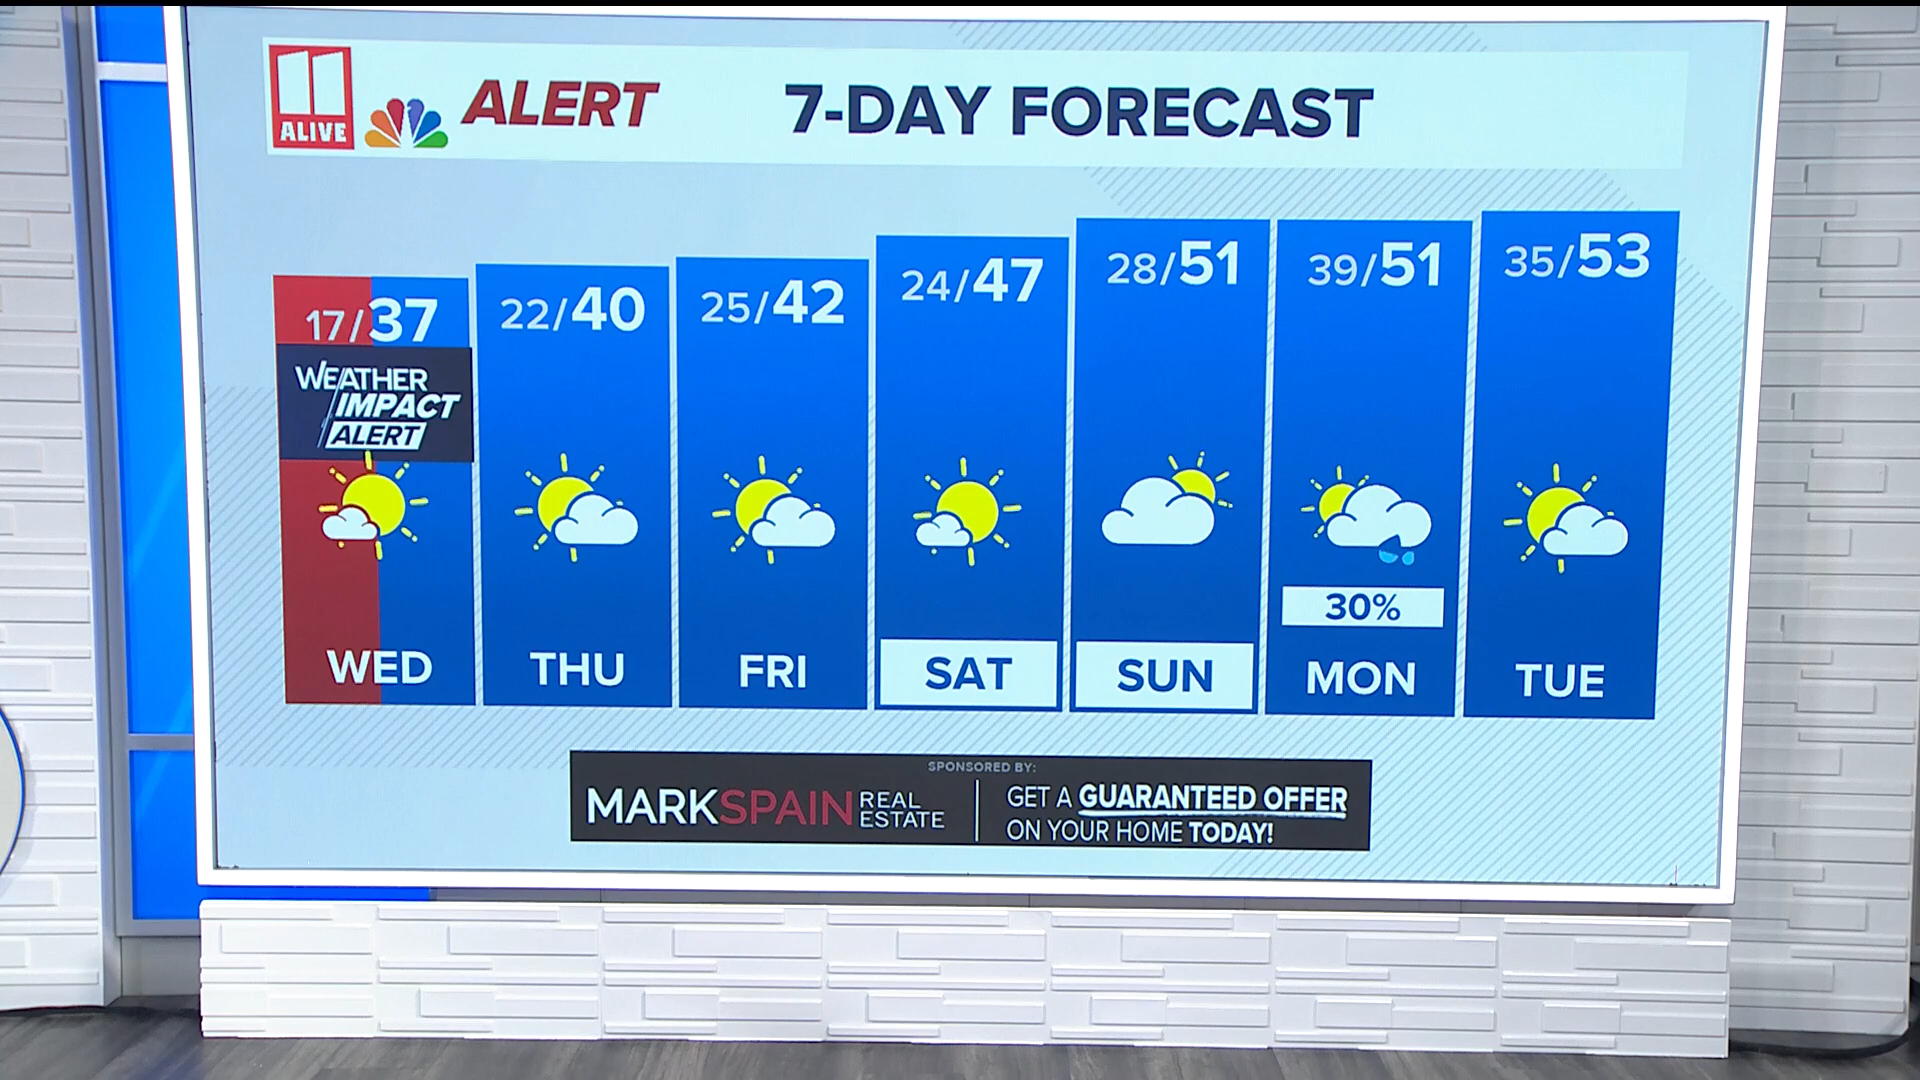 11
ALIVE
ALERT
7-DAY FORECAST
17/37
22/40
25/42
24/47
28/51
39/51
35/53
WEATHER
IMPACT
ALERT
30%
WED
THU
FRI
SAT
SUN
MON
TUE
SPONSORED BY:
MARKSPAIN REAL ESTATE
GET A GUARANTEED OFFER
ON YOUR HOME TODAY!